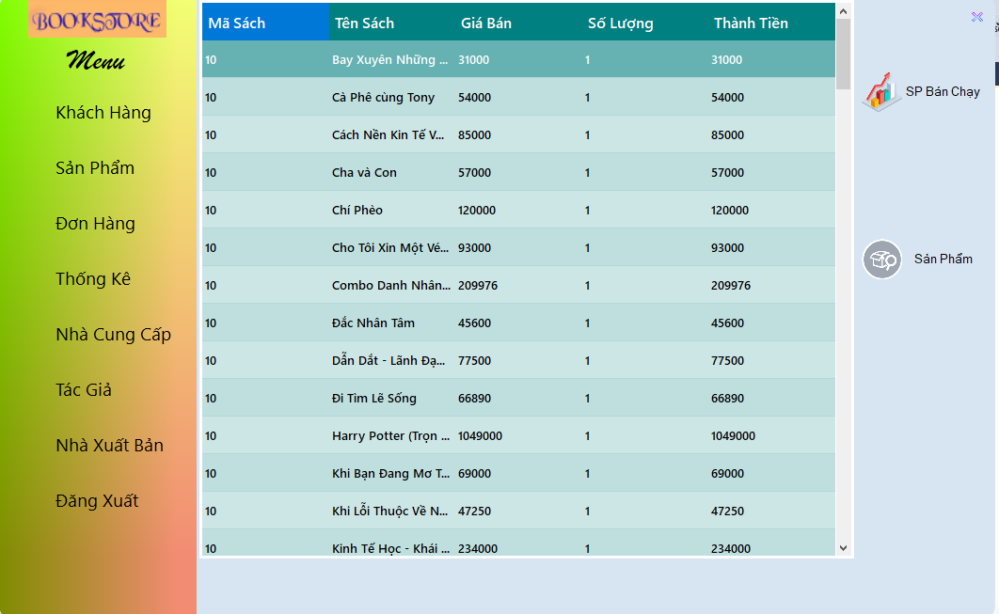 BOOKSTORE
Menu
Khách Hàng
Sản Phẩm
Đơn Hàng
Thống Kê
Nhà Cung Cấp
Tác Giả
Nhà Xuất Bản
Đăng Xuất
Mã Sách Tên Sách Giá Bán Số Lượng Thành Tiền
10 Bay Xuyên Những ... 31000 1 31000
10 Cà Phê cùng Tony 54000 1 54000
10 Cách Nền Kin Tế V... 85000 1 85000
10 Cha và Con 57000 1 57000
10 Chí Phèo 120000 1 120000
10 Cho Tôi Xin Một Vé... 93000 1 93000
10 Combo Danh Nhân... 209976 1 209976
10 Đắc Nhân Tâm 45600 1 45600
10 Dẫn Dắt - Lãnh Đạ... 77500 1 77500
10 Đi Tìm Lẽ Sống 66890 1 66890
10 Harry Potter (Trọn ... 1049000 1 1049000
10 Khi Bạn Đang Mơ T... 69000 1 69000
10 Khi Lỗi Thuộc Về N... 47250 1 47250
10 Kinh Tế Học - Khái ... 234000 1 234000
SP Bán Chạy
Sản Phẩm